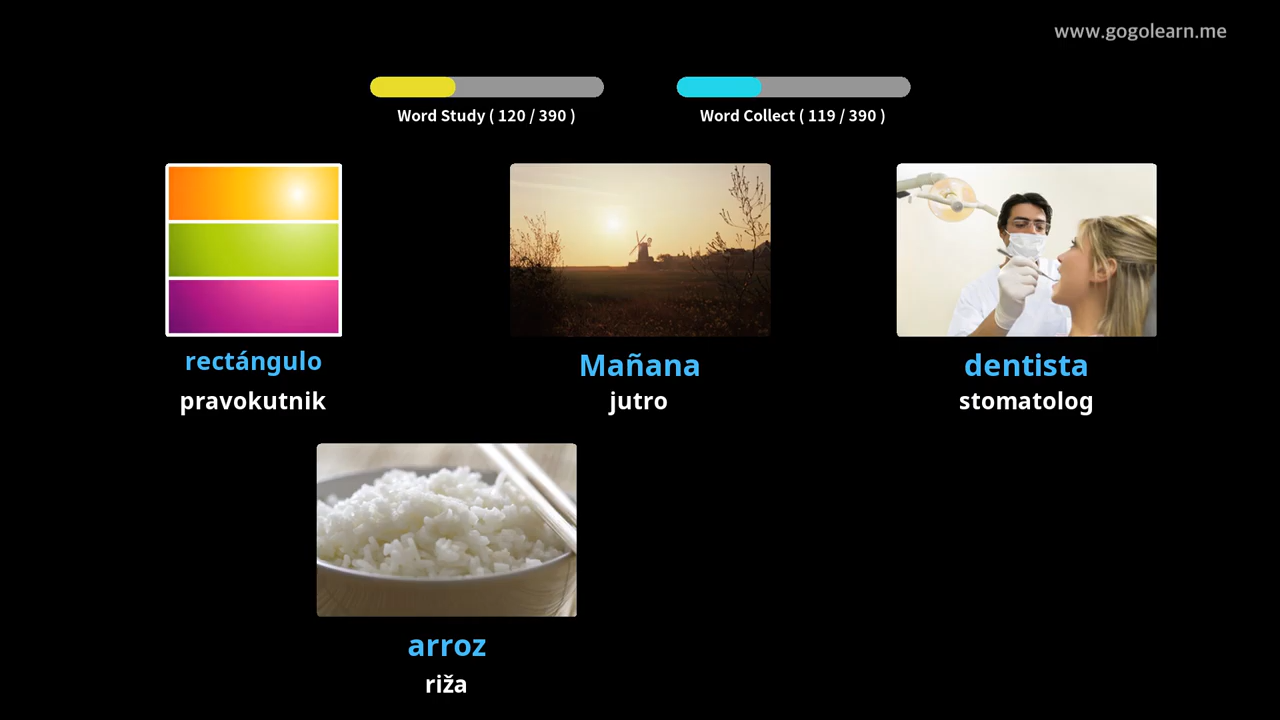 www.gogolearn.me
Word Study ( 120 / 390 )
Word Collect ( 119 / 390 )
rectángulo
pravokutnik
Mañana
jutro
dentista
stomatolog
arroz
riža